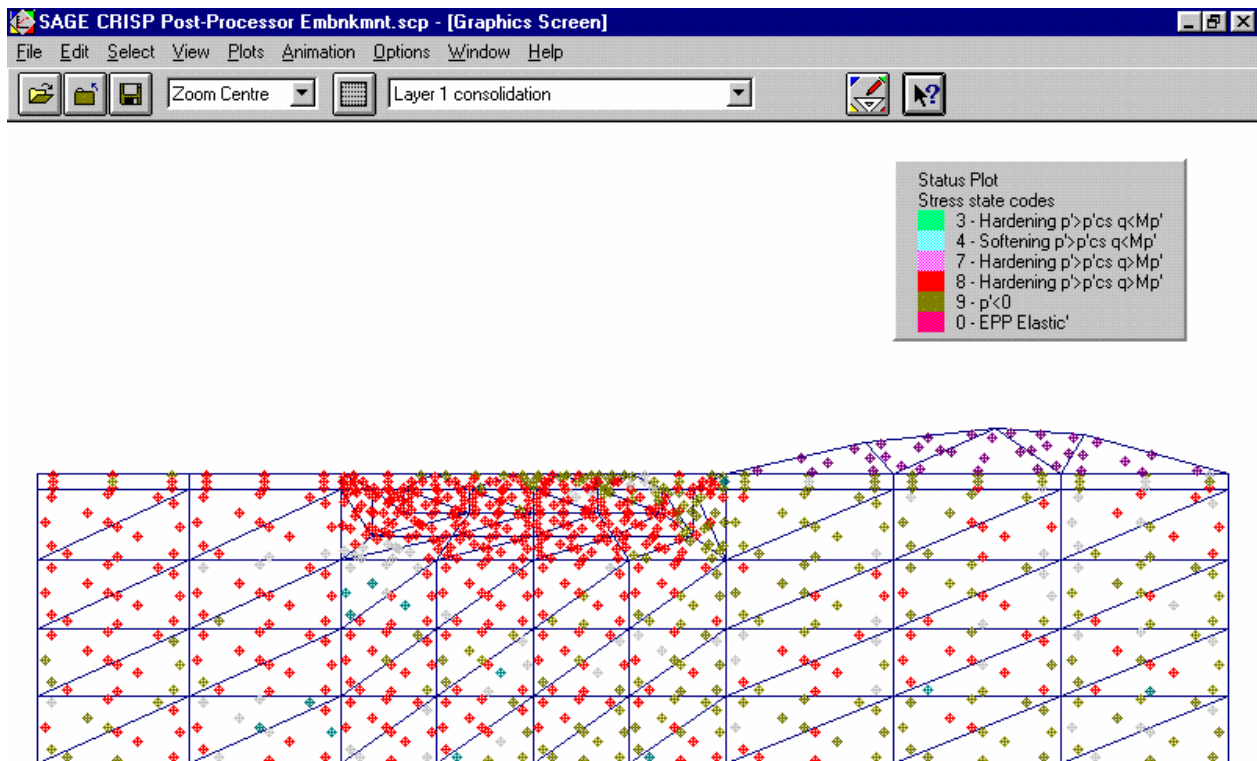 SAGE CRISP Post-Processor Embnkmnt.scp - [Graphics Screen]
File Edit Select View Plots Animation Options Window Help
Zoom Centre Layer 1 consolidation
Status Plot
Stress state codes
3 - Hardening p'>p'cs q<Mp'
4 - Softening p'>p'cs q<Mp'
7 - Hardening p'>p'cs q>Mp'
8 - Hardening p'>p'cs q>Mp'
9 - p'<0
0 - EPP Elastic'